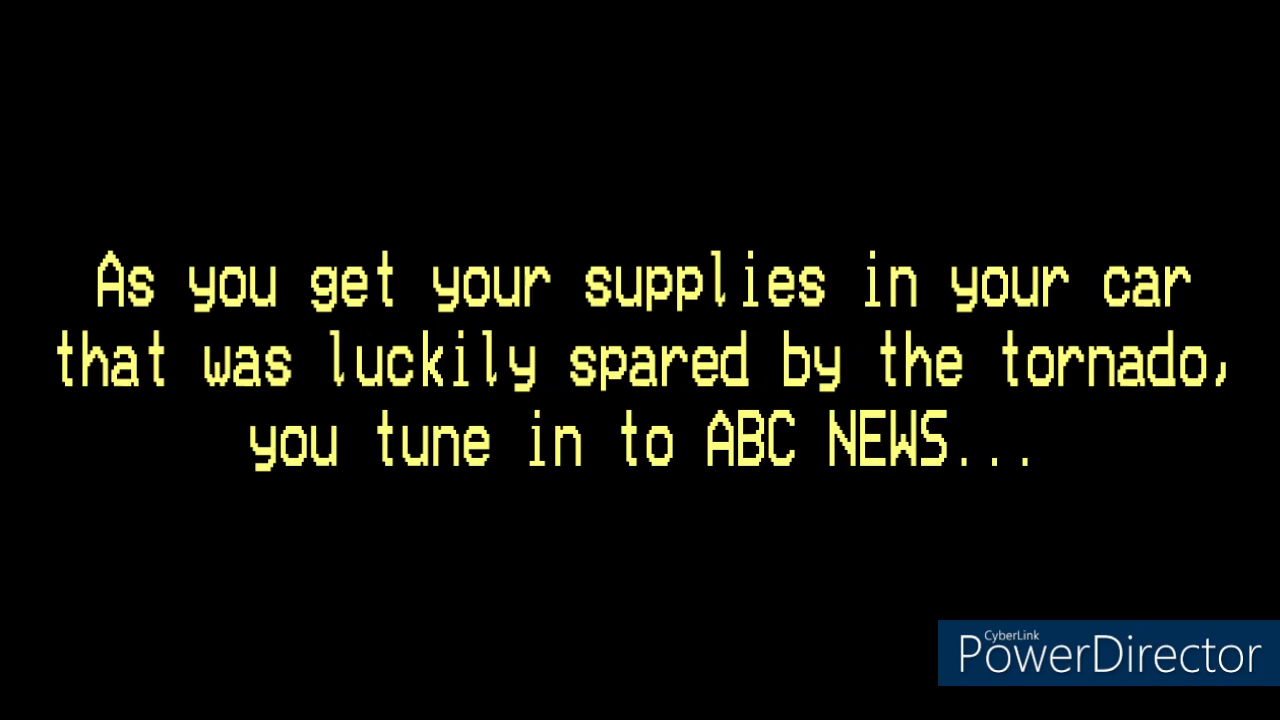 As you get your supplies in your car
that was luckily spared by the tornado,
you tune in to ABC NEWS...
CyberLink
PowerDirector